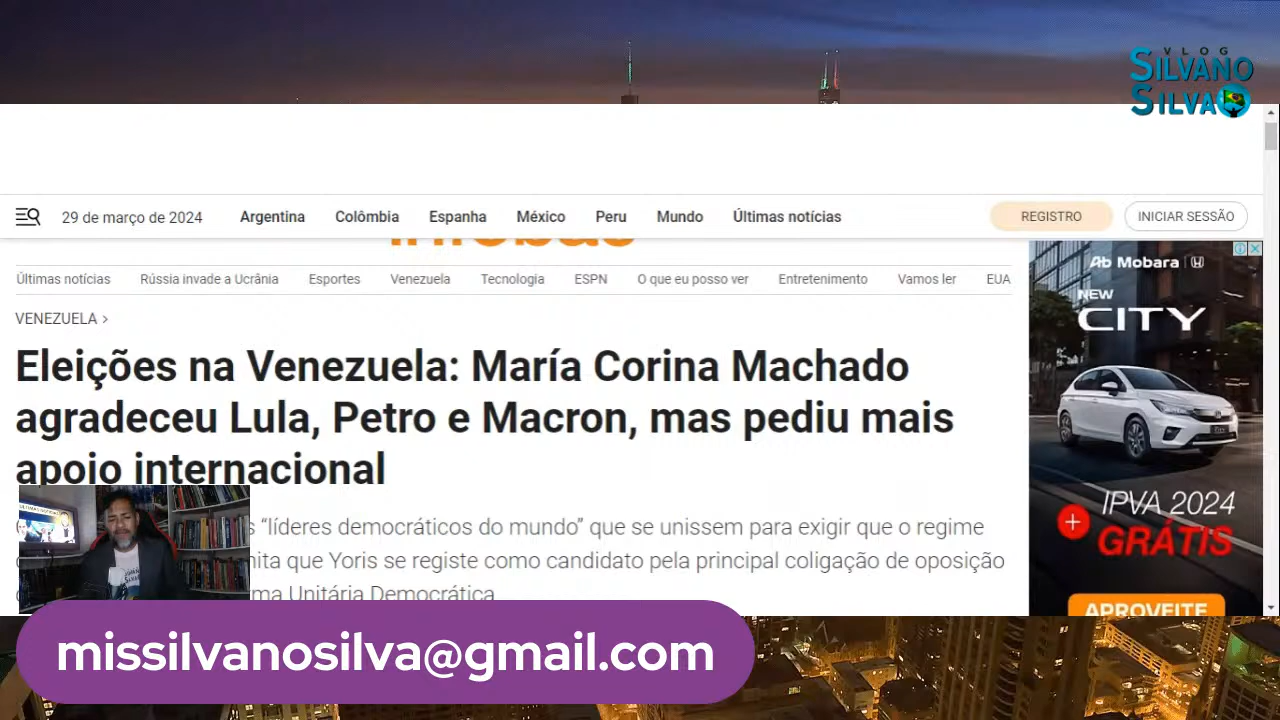 VLOG
SILVANO
SILVA
29 de março de 2024
Argentina
Colômbia
Espanha
México
Peru
Mundo
Últimas notícias
REGISTRO
INICIAR SESSÃO
Últimas notícias
Rússia invade a Ucrânia
Esportes
Venezuela
Tecnologia
ESPN
O que eu posso ver
Entretenimento
Vamos ler
EUA
VENEZUELA >
Eleições na Venezuela: María Corina Machado
agradeceu Lula, Petro e Macron, mas pediu mais
apoio internacional
“líderes democráticos do mundo” que se unissem para exigir que o regime
que Yoris se registe como candidato pela principal coligação de oposição
Unitária Democrática
Ab Mobara
NEW
CITY
IPVA 2024
GRÁTIS
APROVEITE
missilvanosilva@gmail.com